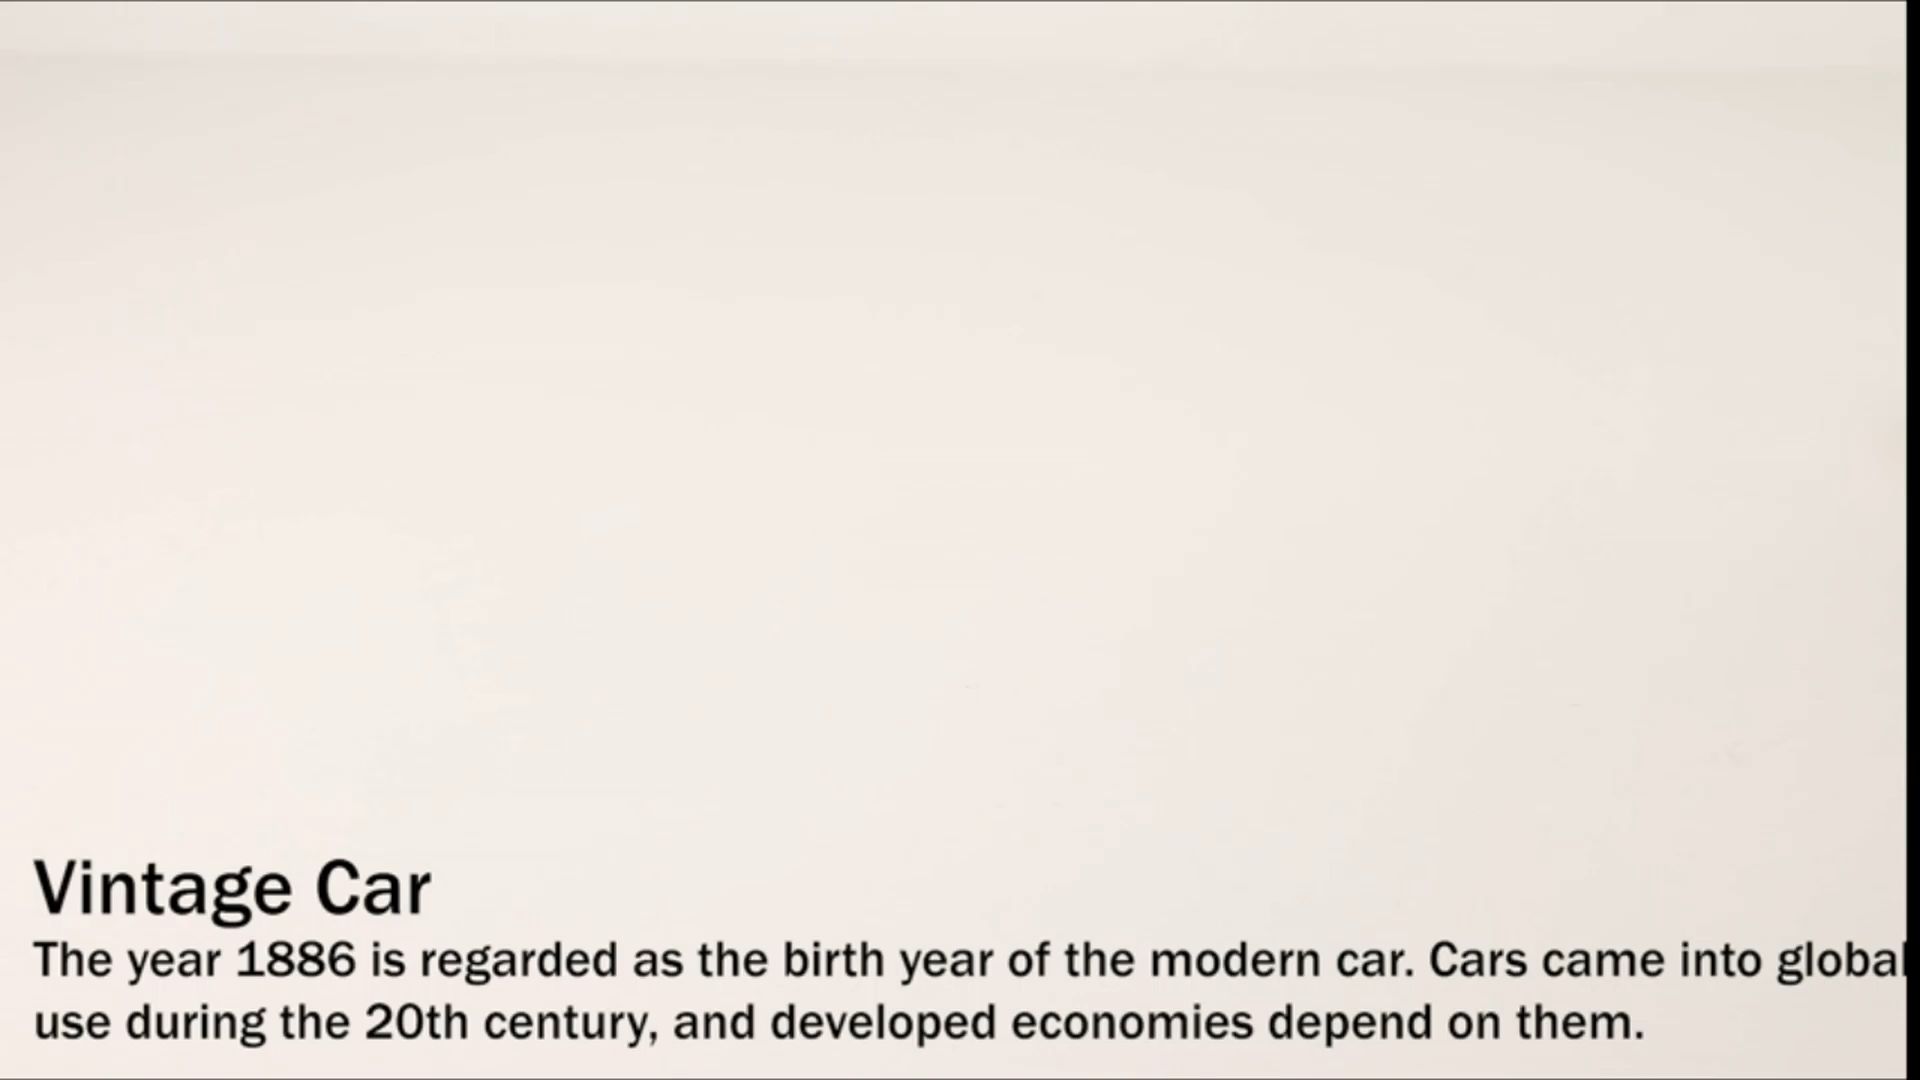 Vintage Car
The year 1886 is regarded as the birth year of the modern car. Cars came into global
use during the 20th century, and developed economies depend on them.